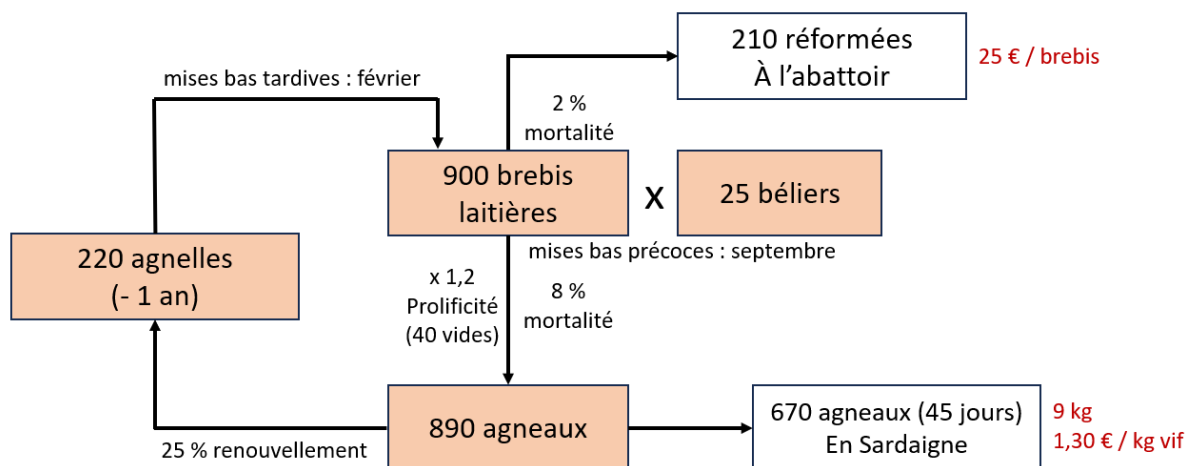 210 réformées
À l'abattoir
25 € / brebis
mises bas tardives : février
2 %
mortalité
900 brebis
laitières
x
25 béliers
mises bas précoces : septembre
220 agnelles
(- 1 an)
x 1,2
Prolificité
(40 vides)
8 %
mortalité
25 % renouvellement
890 agneaux
670 agneaux (45 jours)
En Sardaigne
9 kg
1,30 € / kg vif